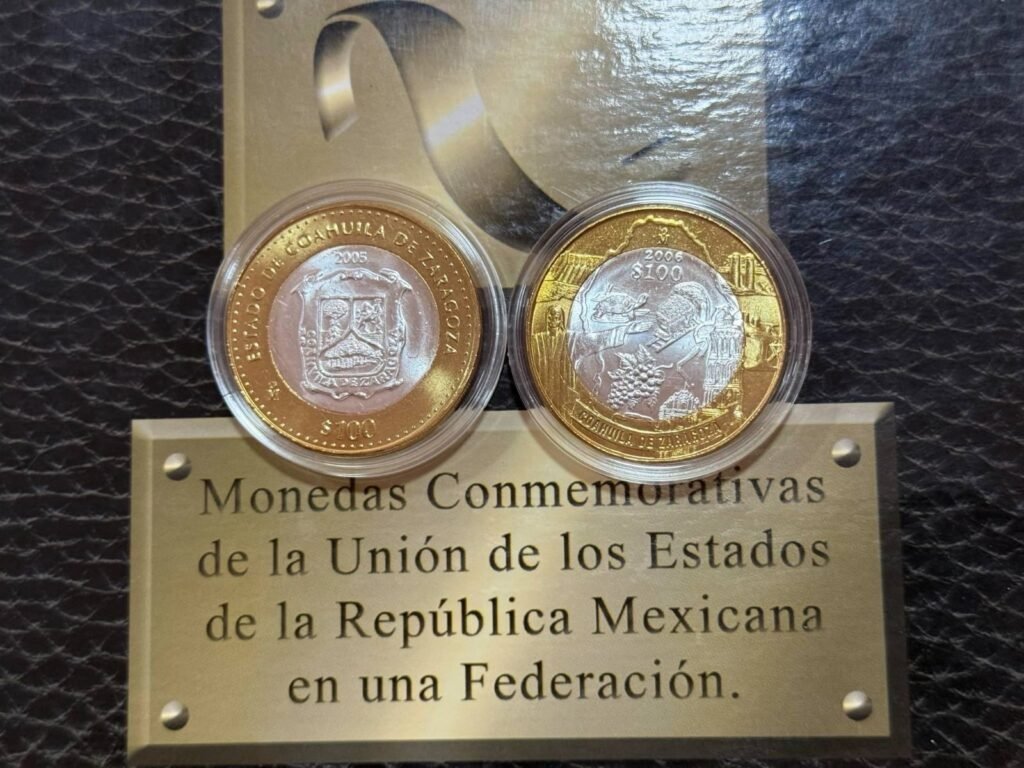 ESTADO DE COAHUILA DE ZARAGOZA
2005
$100
2006
$100
COAHUILA DE ZARAGOZA
Monedas Conmemorativas
de la Unión de los Estados
de la República Mexicana
en una Federación.